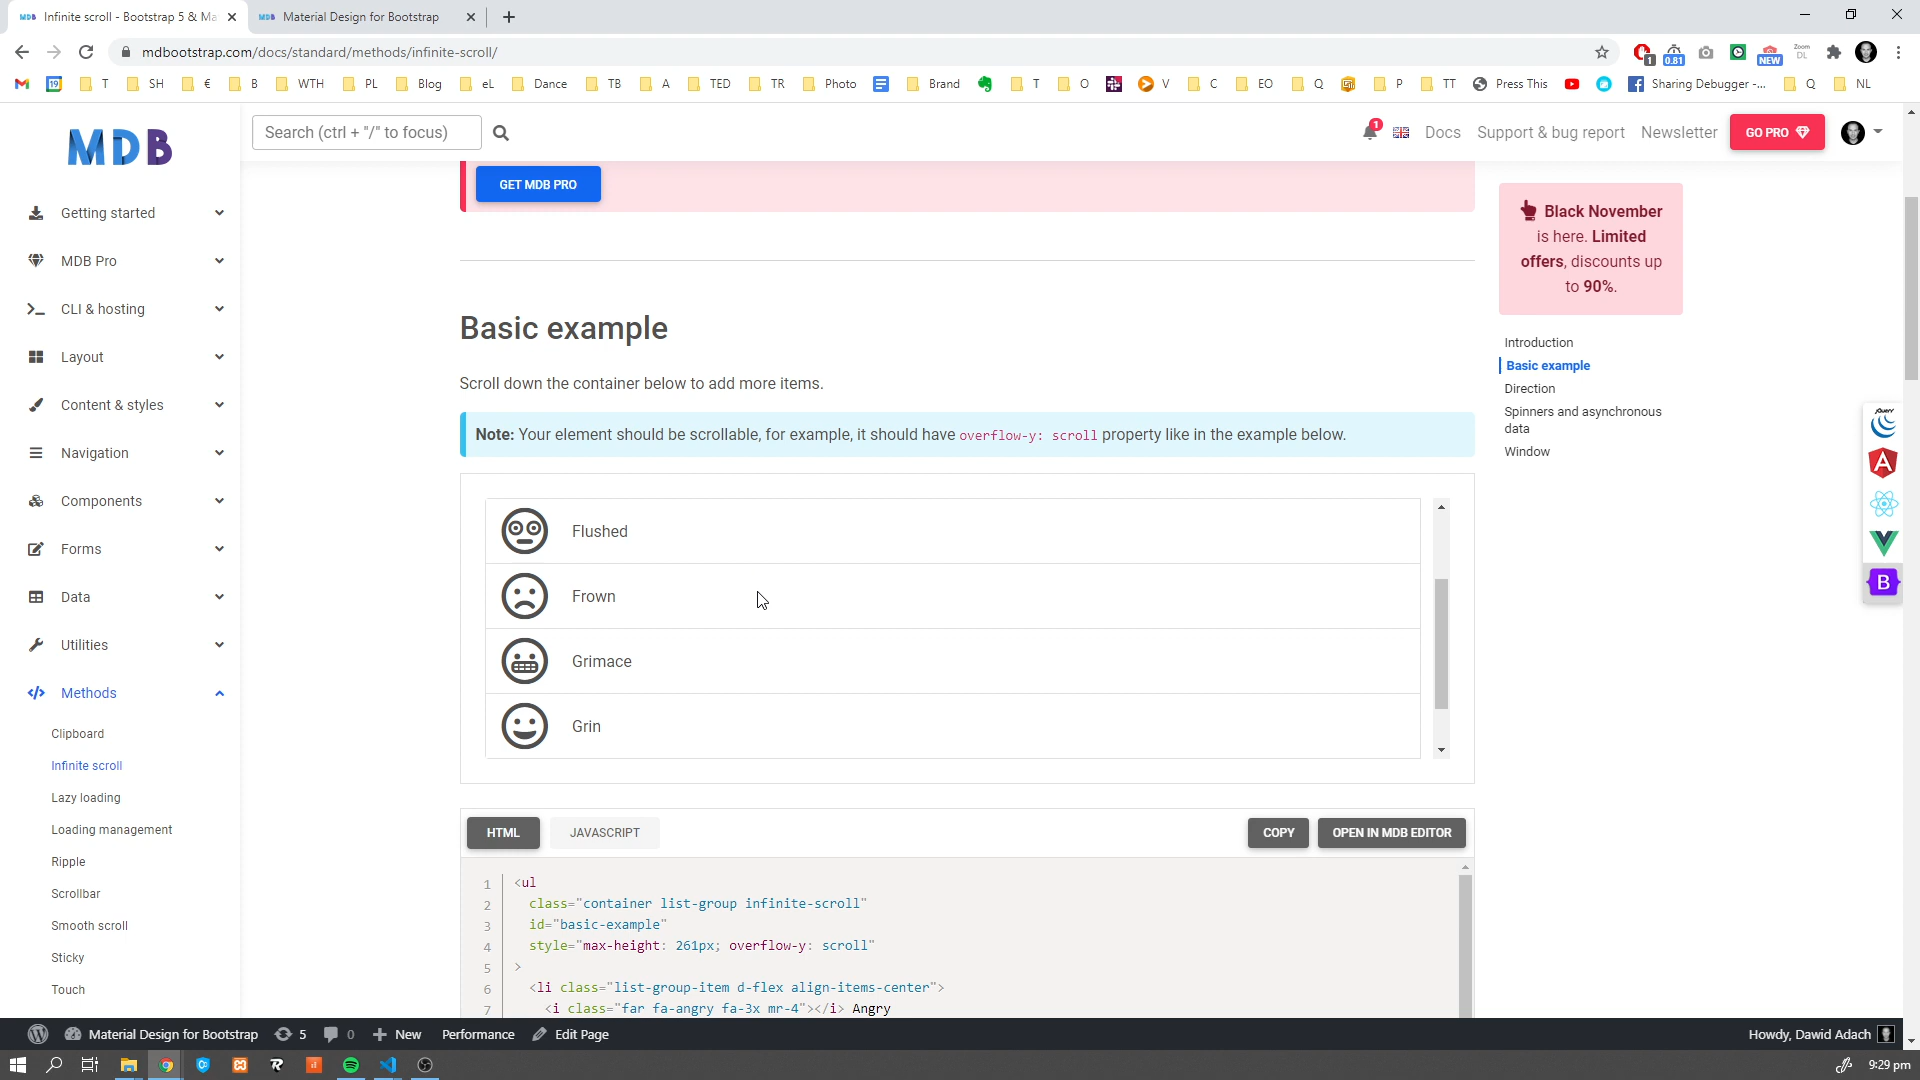 Infinite scroll - Bootstrap 5 & Ma
Material Design for Bootstrap
mdbootstrap.com/docs/standard/methods/infinite-scroll/
1
0.81
NEW
Zoom
DL
19
T
SH
€
B
WTH
PL
Blog
eL
Dance
TB
A
TED
TR
Photo
Brand
T
O
V
C
EO
Q
P
TT
Press This
Sharing Debugger -...
Q
NL
MDB
Search (ctrl + "/" to focus)
1
Docs
Support & bug report
Newsletter
GO PRO
Getting started
MDB Pro
CLI & hosting
Layout
Content & styles
Navigation
Components
Forms
Data
Utilities
Methods
Clipboard
Infinite scroll
Lazy loading
Loading management
Ripple
Scrollbar
Smooth scroll
Sticky
Touch
GET MDB PRO
Basic example
Scroll down the container below to add more items.
Note: Your element should be scrollable, for example, it should have overflow-y: scroll property like in the example below.
Flushed
Frown
Grimace
Grin
HTML
JAVASCRIPT
COPY
OPEN IN MDB EDITOR
1 <ul
2 class="container list-group infinite-scroll"
3 id="basic-example"
4 style="max-height: 261px; overflow-y: scroll"
5 >
6 <li class="list-group-item d-flex align-items-center">
7 <i class="far fa-angry fa-3x mr-4"></i> Angry
Black November
is here. Limited
offers, discounts up
to 90%.
Introduction
Basic example
Direction
Spinners and asynchronous
data
Window
jQuery
A
B
Material Design for Bootstrap
5
0
New
Performance
Edit Page
Howdy, Dawid Adach
9:29 pm